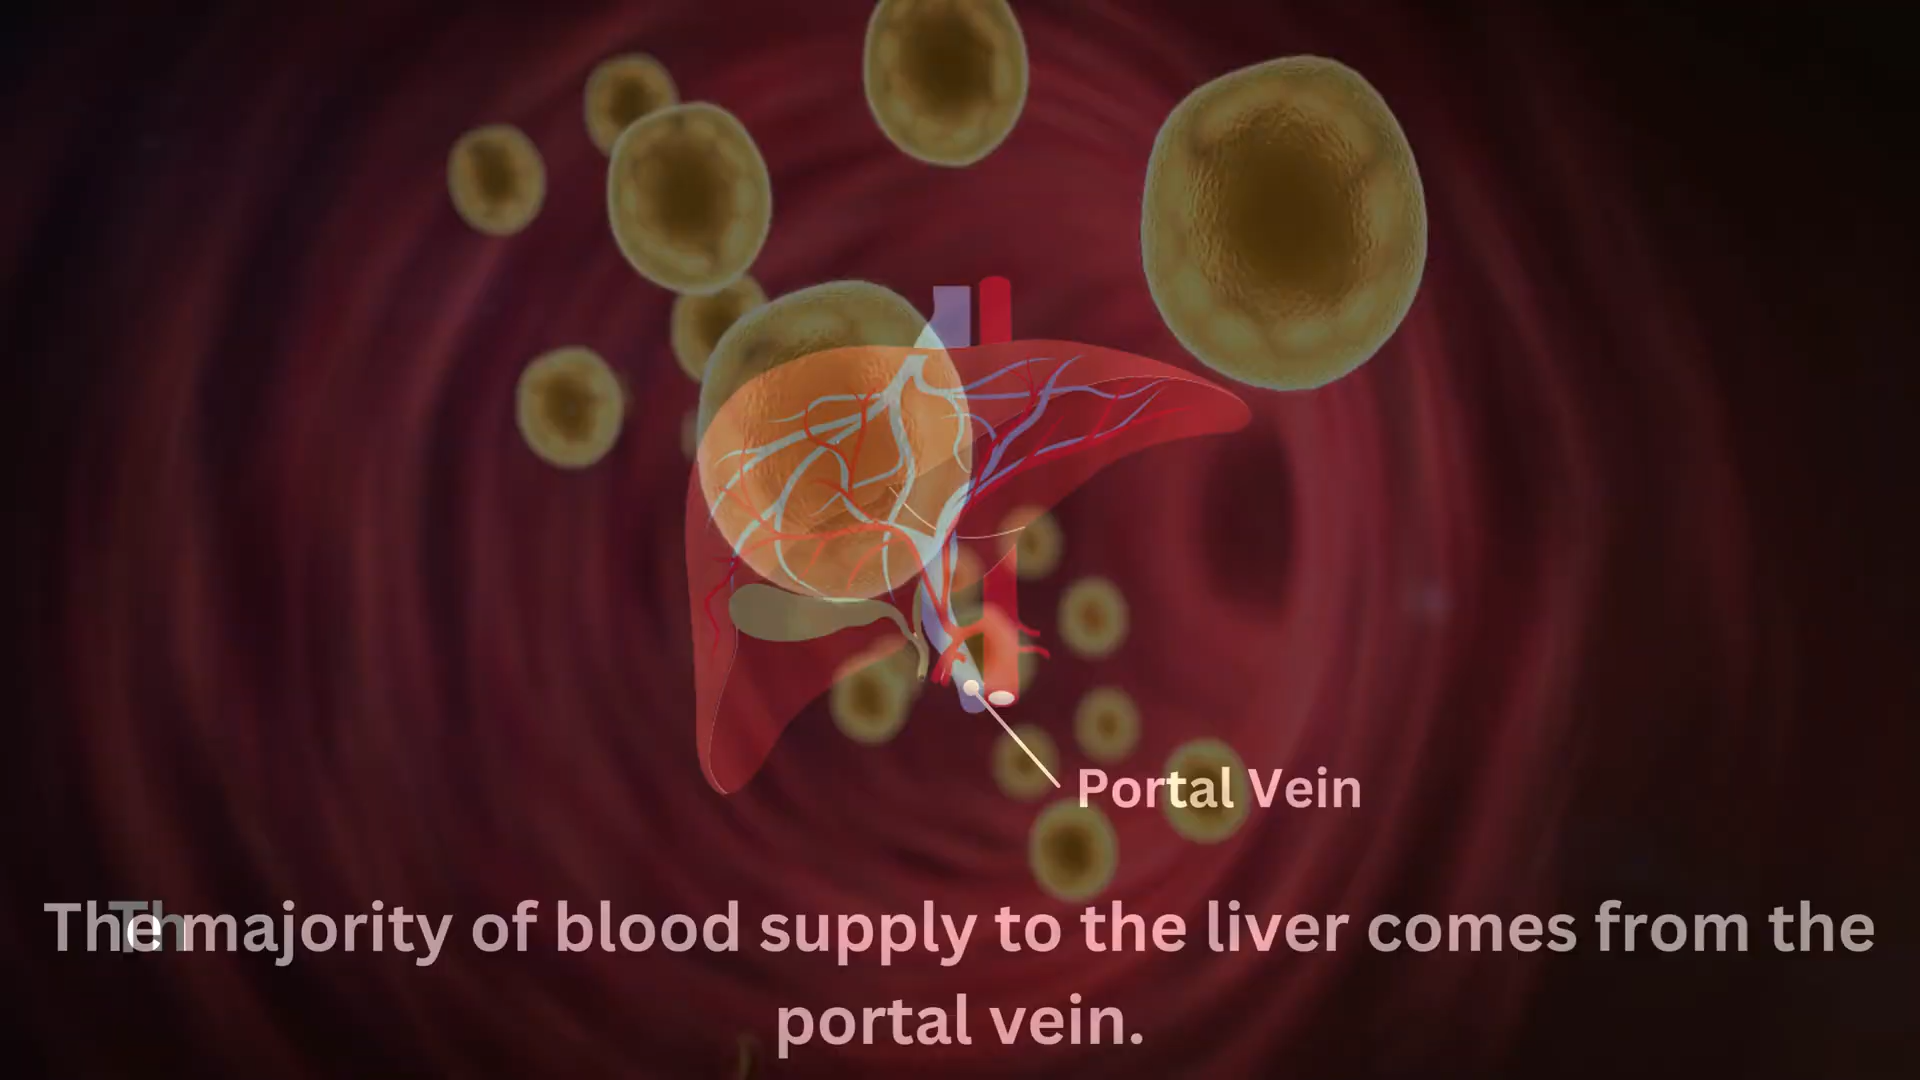 Portal Vein
The majority of blood supply to the liver comes from the
portal vein.